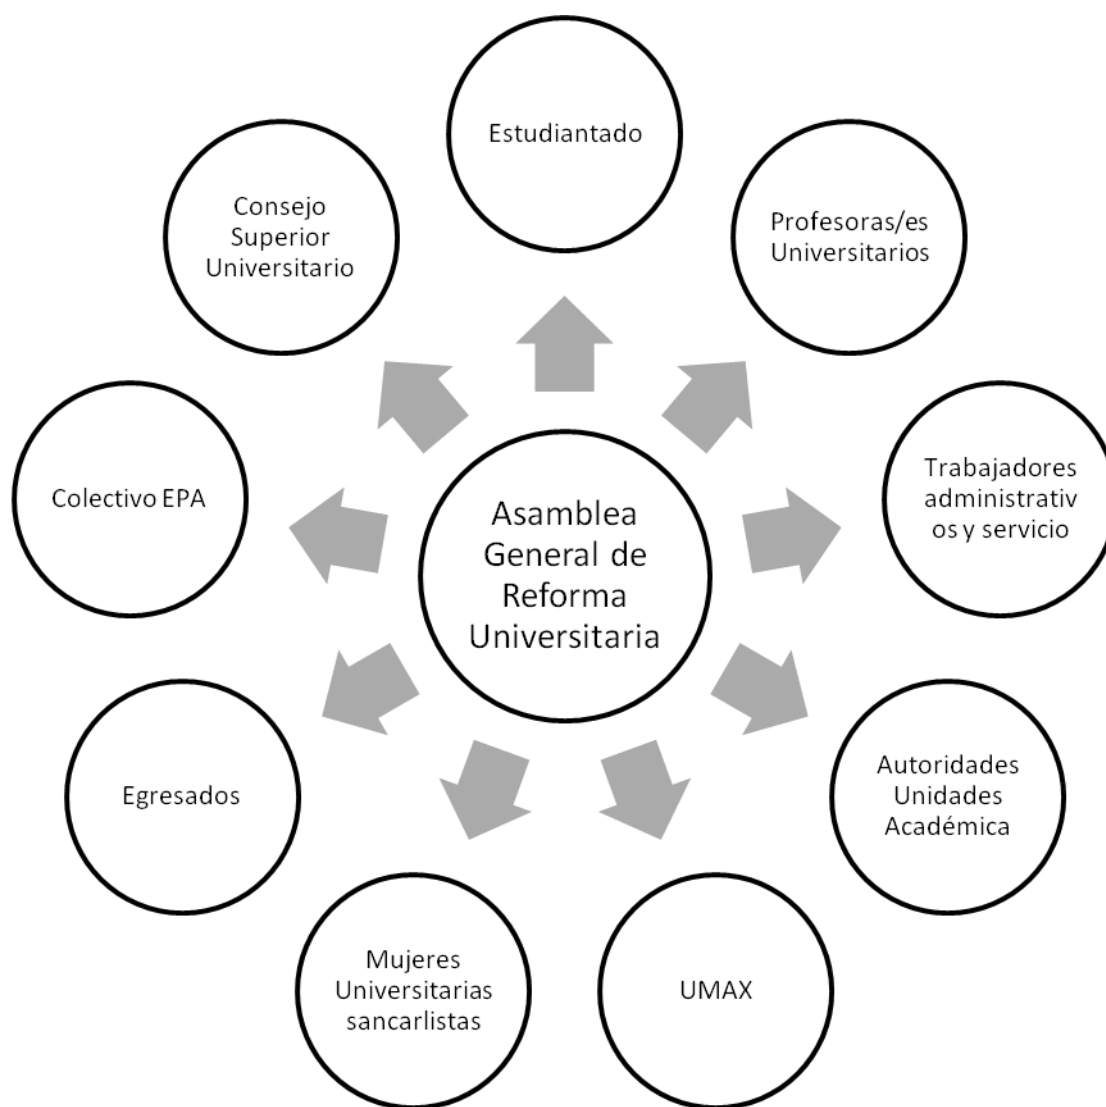 Estudiantado
Profesoras/es
Universitarios
Trabajadores
administrativ
os y servicio
Autoridades
Unidades
Académica
UMAX
Mujeres
Universitarias
sancarlistas
Egresados
Colectivo EPA
Consejo
Superior
Universitario
Asamblea
General de
Reforma
Universitaria